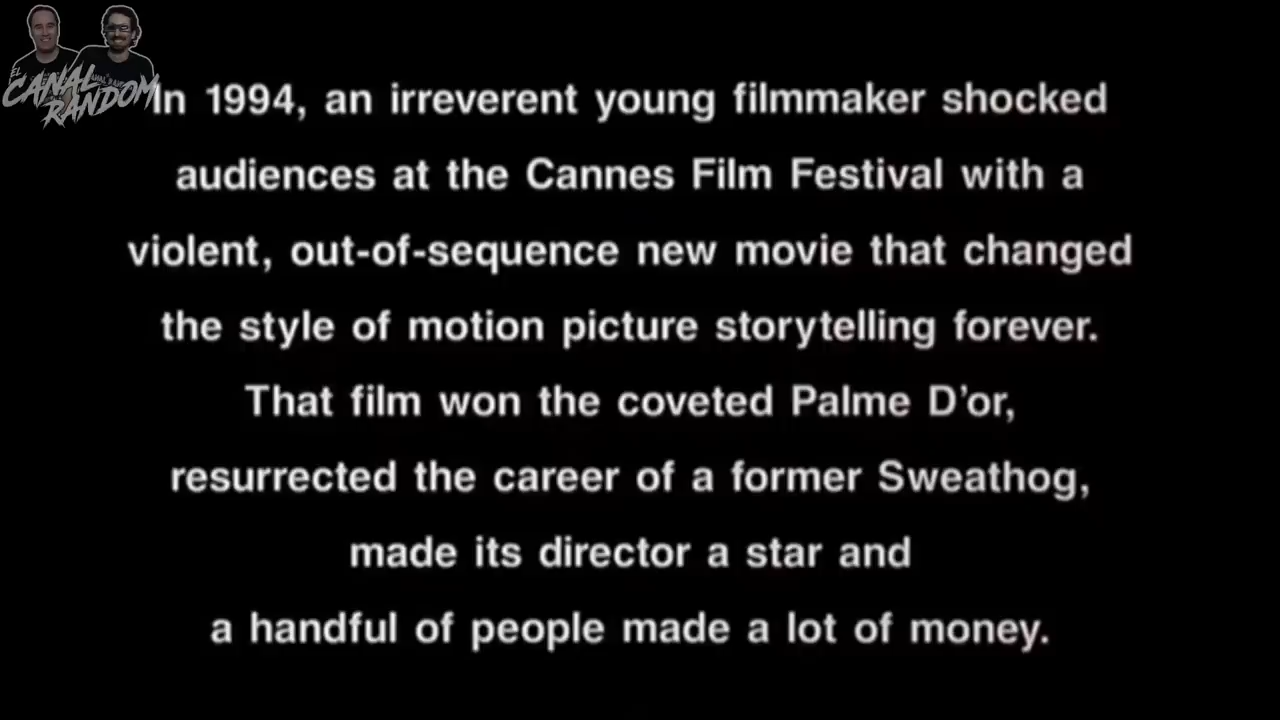 EL
CANAL
RANDOM
In 1994, an irreverent young filmmaker shocked
audiences at the Cannes Film Festival with a
violent, out-of-sequence new movie that changed
the style of motion picture storytelling forever.
That film won the coveted Palme D’or,
resurrected the career of a former Sweathog,
made its director a star and
a handful of people made a lot of money.